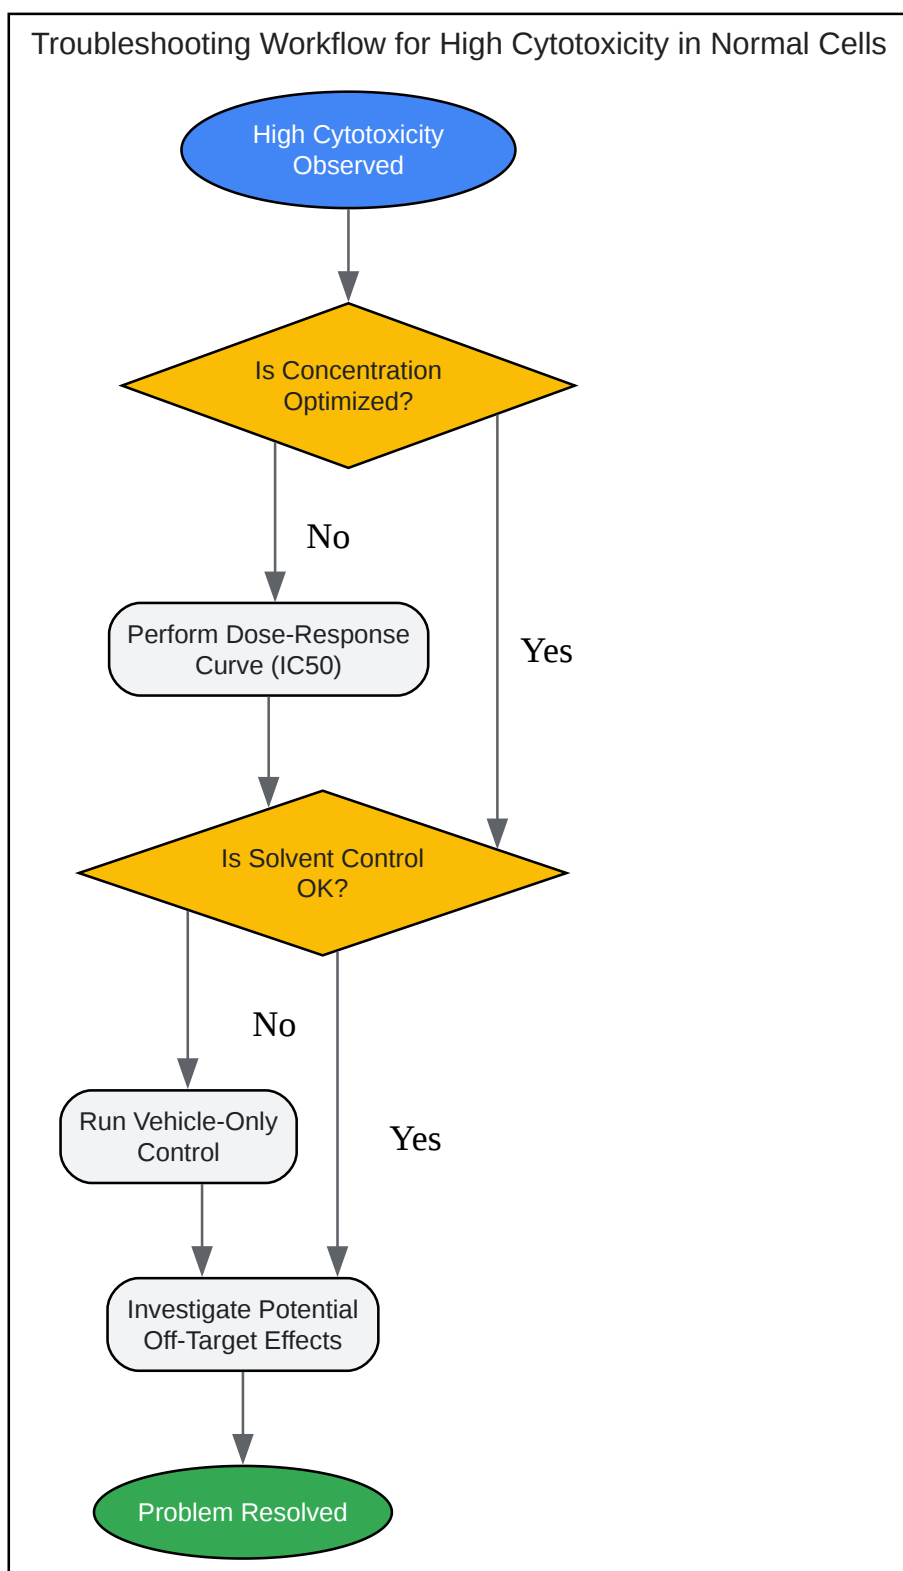 Troubleshooting Workflow for High Cytotoxicity in Normal Cells
High Cytotoxicity
Observed
Is Concentration
Optimized?
No
Perform Dose-Response
Curve (IC50)
Yes
Is Solvent Control
OK?
No
Run Vehicle-Only
Control
Yes
Investigate Potential
Off-Target Effects
Problem Resolved